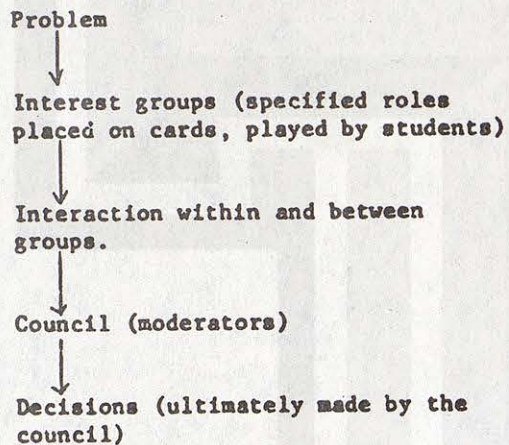 Problem
Interest groups (specified roles
placed on cards, played by students)
Interaction within and between
groups.
Council (moderators)
Decisions (ultimately made by the
council)